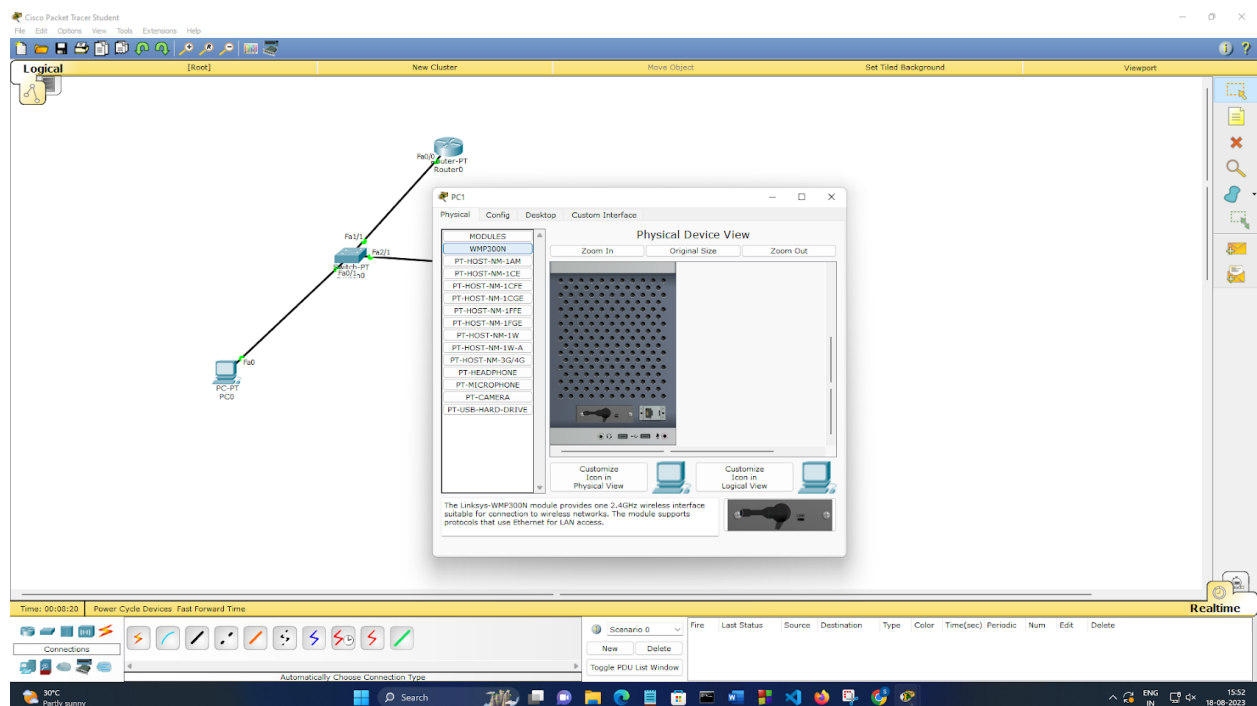 Cisco Packet Tracer Student
File Edit Options View Tools Extensions Help
Logical [Root] New Cluster Move Object Set Tiled Background Viewport
Fa0/0
Router-PT
Router0
Fa1/1
Fa2/1
Switch-PT
Fa0/1
Fa0
PC-PT
PC0
PC1
Physical Config Desktop Custom Interface
MODULES
WMP300N
PT-HOST-NM-1AM
PT-HOST-NM-1CE
PT-HOST-NM-1CFE
PT-HOST-NM-1CGE
PT-HOST-NM-1FFE
PT-HOST-NM-1FGE
PT-HOST-NM-1W
PT-HOST-NM-1W-A
PT-HOST-NM-3G/4G
PT-HEADPHONE
PT-MICROPHONE
PT-CAMERA
PT-USB-HARD-DRIVE
Physical Device View
Zoom In Original Size Zoom Out
Customize
Icon in
Physical View
Customize
Icon in
Logical View
The Linksys-WMP300N module provides one 2.4GHz wireless interface
suitable for connection to wireless networks. The module supports
protocols that use Ethernet for LAN access.
Time: 00:08:20 Power Cycle Devices Fast Forward Time
Realtime
Connections
Automatically Choose Connection Type
Scenario 0
New Delete
Toggle PDU List Window
Fire Last Status Source Destination Type Color Time(sec) Periodic Num Edit Delete
30°C
Partly sunny
Search
ENG
IN
15:52
18-08-2023